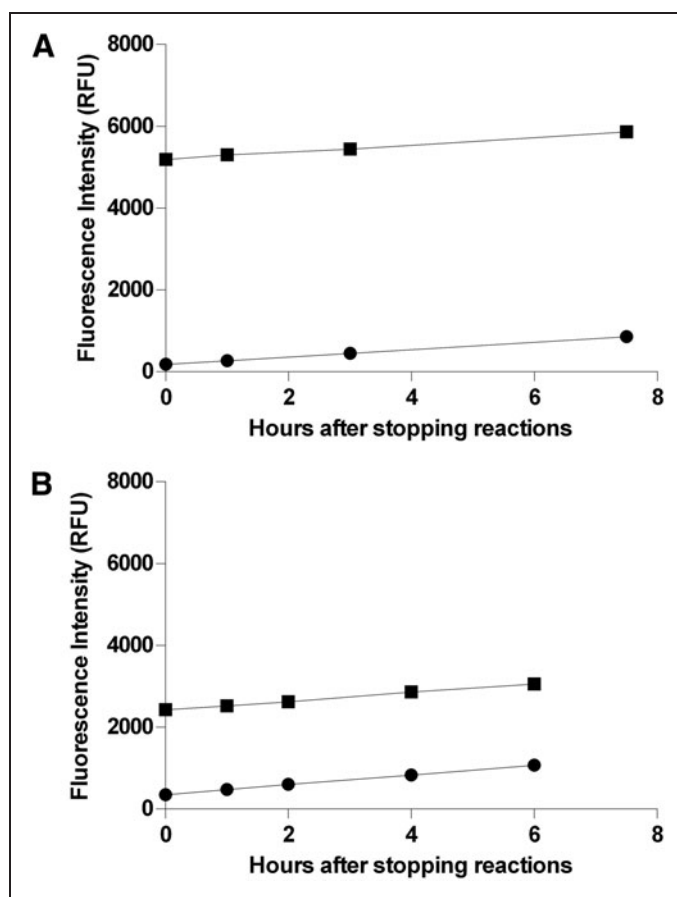 A
Fluorescence Intensity (RFU)
8000
6000
4000
2000
0
0 2 4 6 8
Hours after stopping reactions
B
Fluorescence Intensity (RFU)
8000
6000
4000
2000
0
0 2 4 6 8
Hours after stopping reactions